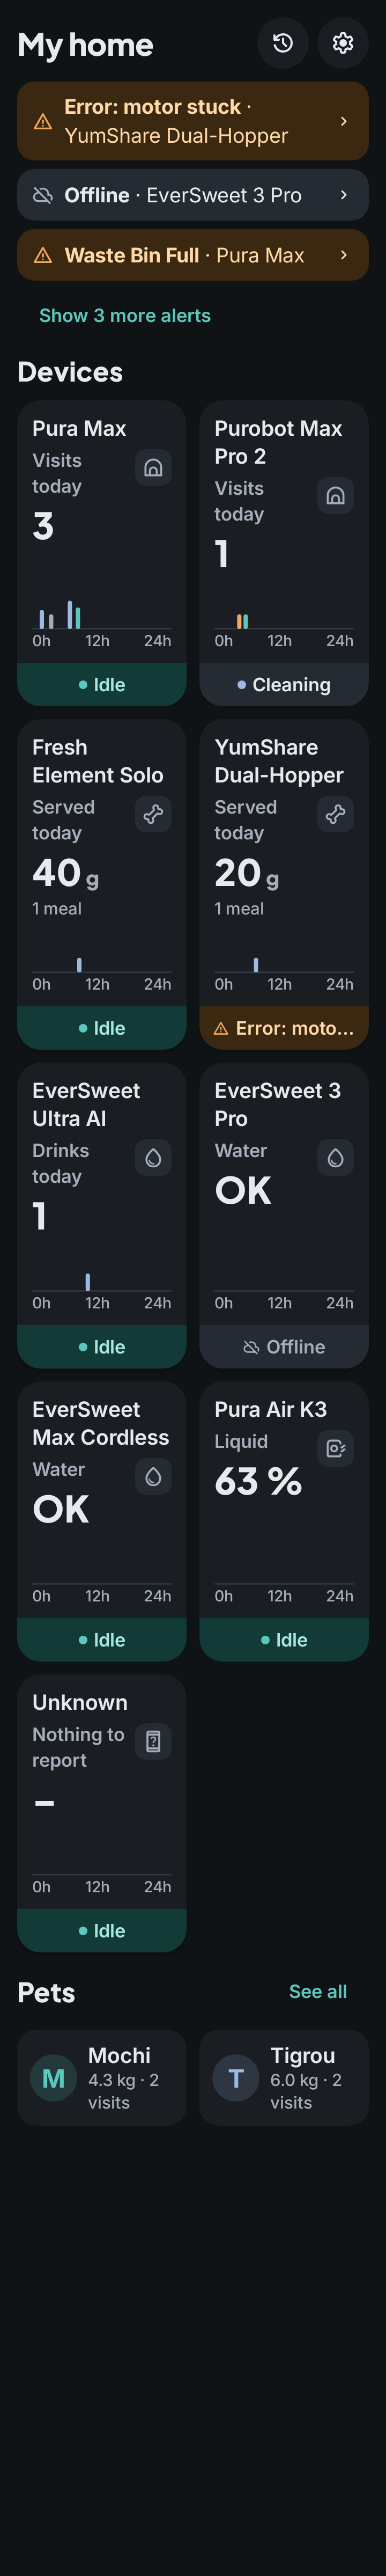 My home
Error: motor stuck ·
YumShare Dual-Hopper
Offline · EverSweet 3 Pro
Waste Bin Full · Pura Max
Show 3 more alerts
Devices
Pura Max
Visits
today
3
0h 12h 24h
Idle
Purobot Max
Pro 2
Visits
today
1
0h 12h 24h
Cleaning
Fresh
Element Solo
Served
today
40 g
1 meal
0h 12h 24h
Idle
YumShare
Dual-Hopper
Served
today
20 g
1 meal
0h 12h 24h
Error: moto...
EverSweet
Ultra AI
Drinks
today
1
0h 12h 24h
Idle
EverSweet 3
Pro
Water
OK
0h 12h 24h
Offline
EverSweet
Max Cordless
Water
OK
0h 12h 24h
Idle
Pura Air K3
Liquid
63 %
0h 12h 24h
Idle
Unknown
Nothing to
report
–
0h 12h 24h
Idle
Pets
See all
M
Mochi
4.3 kg · 2
visits
T
Tigrou
6.0 kg · 2
visits